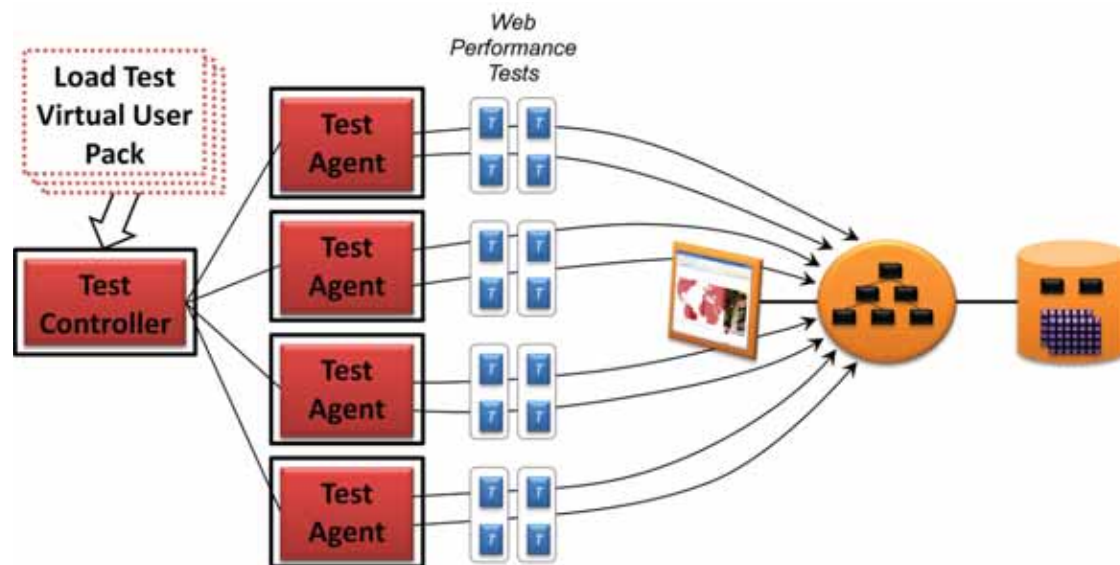 Web
Performance
Tests
Load Test
Virtual User
Pack
Test
Controller
Test
Agent
Test
Agent
Test
Agent
Test
Agent
T T
T T
T T
T T
T T
T T
T T
T T